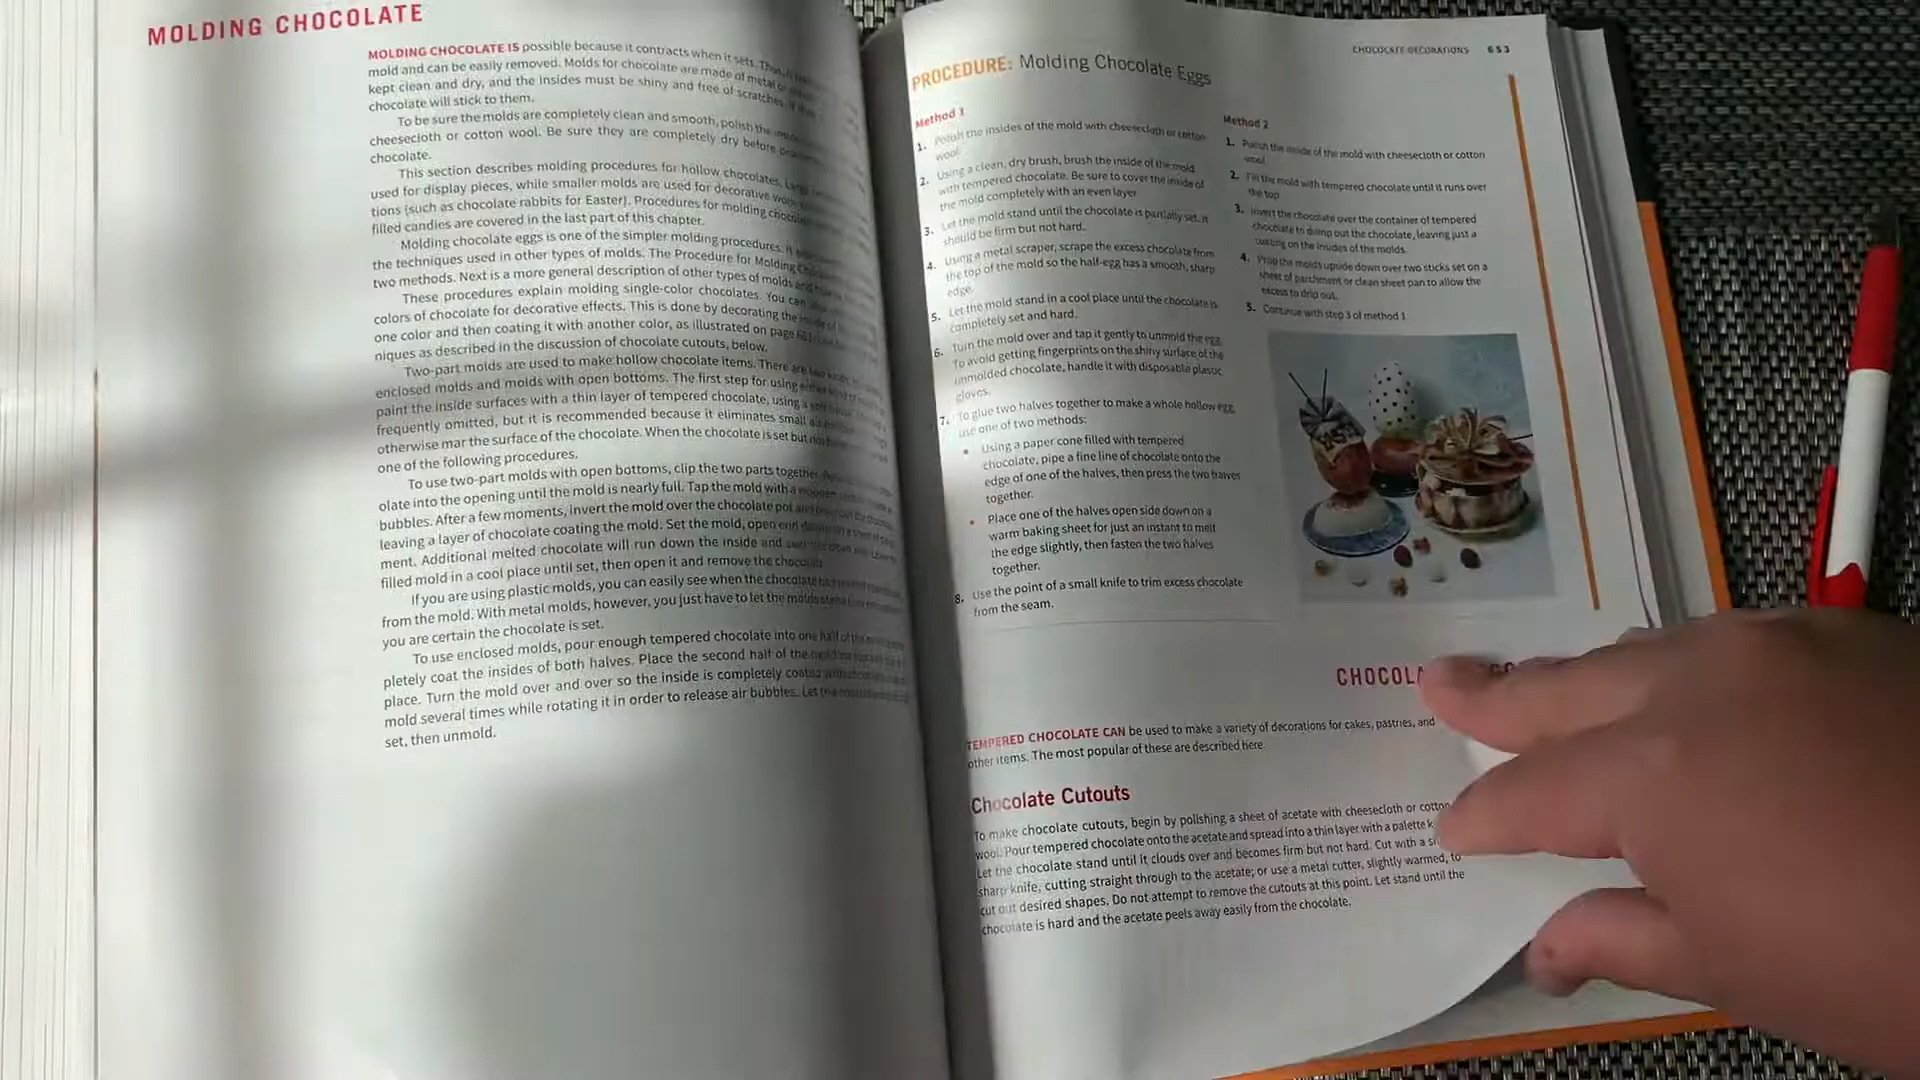 MOLDING CHOCOLATE
MOLDING CHOCOLATE IS possible because it contracts when it sets. Thus, it
mold and can be easily removed. Molds for chocolate are made of metal or
kept clean and dry, and the insides must be shiny and free of scratches. If
chocolate will stick to them.
To be sure the molds are completely clean and smooth, polish the
cheesecloth or cotton wool. Be sure they are completely dry before
chocolate.
This section describes molding procedures for hollow chocolates.
used for display pieces, while smaller molds are used for decorative
tions (such as chocolate rabbits for Easter). Procedures for molding
filled candies are covered in the last part of this chapter.
Molding chocolate eggs is one of the simpler molding procedures.
the techniques used in other types of molds. The Procedure for Molding
two methods. Next is a more general description of other types of molds and
These procedures explain molding single-color chocolates. You can
colors of chocolate for decorative effects. This is done by decorating the
one color and then coating it with another color, as illustrated on page
niques as described in the discussion of chocolate cutouts, below.
Two-part molds are used to make hollow chocolate items. There are
enclosed molds and molds with open bottoms. The first step for using
paint the inside surfaces with a thin layer of tempered chocolate, using a
frequently omitted, but it is recommended because it eliminates small
otherwise mar the surface of the chocolate. When the chocolate is set but not
one of the following procedures.
To use two-part molds with open bottoms, clip the two parts together.
olate into the opening until the mold is nearly full. Tap the mold with a wooden
bubbles. After a few moments, invert the mold over the chocolate pot and
leaving a layer of chocolate coating the mold. Set the mold, open end
ment. Additional melted chocolate will run down the inside and
filled mold in a cool place until set, then open it and remove the chocolate
If you are using plastic molds, you can easily see when the chocolate
from the mold. With metal molds, however, you just have to let the molds stand
you are certain the chocolate is set.
To use enclosed molds, pour enough tempered chocolate into one half of the
pletely coat the insides of both halves. Place the second half of the mold
place. Turn the mold over and over so the inside is completely coated
mold several times while rotating it in order to release air bubbles. Let the
set, then unmold.
CHOCOLATE DECORATIONS 653
PROCEDURE: Molding Chocolate Eggs
Method 1
1. Polish the insides of the mold with cheesecloth or cotton
wool.
2. Using a clean, dry brush, brush the inside of the mold
with tempered chocolate. Be sure to cover the inside of
the mold completely with an even layer
3. Let the mold stand until the chocolate is partially set. It
should be firm but not hard.
4. Using a metal scraper, scrape the excess chocolate from
the top of the mold so the half-egg has a smooth, sharp
edge.
5. Let the mold stand in a cool place until the chocolate is
completely set and hard.
6. Turn the mold over and tap it gently to unmold the egg.
To avoid getting fingerprints on the shiny surface of the
unmolded chocolate, handle it with disposable plastic
gloves.
7. To glue two halves together to make a whole hollow egg,
use one of two methods:
• Using a paper cone filled with tempered
chocolate, pipe a fine line of chocolate onto the
edge of one of the halves, then press the two halves
together.
• Place one of the halves open side down on a
warm baking sheet for just an instant to melt
the edge slightly, then fasten the two halves
together.
8. Use the point of a small knife to trim excess chocolate
from the seam.
Method 2
1. Polish the inside of the mold with cheesecloth or cotton
wool.
2. Fill the mold with tempered chocolate until it runs over
the top.
3. Invert the chocolate over the container of tempered
chocolate to dump out the chocolate, leaving just a
coating on the insides of the molds.
4. Prop the molds upside down over two sticks set on a
sheet of parchment or clean sheet pan to allow the
excess to drip out.
5. Continue with step 3 of method 1
CHOCOLA
TEMPERED CHOCOLATE CAN be used to make a variety of decorations for cakes, pastries, and
other items. The most popular of these are described here.
Chocolate Cutouts
To make chocolate cutouts, begin by polishing a sheet of acetate with cheesecloth or cotton
wool. Pour tempered chocolate onto the acetate and spread into a thin layer with a palette k
Let the chocolate stand until it clouds over and becomes firm but not hard. Cut with a
sharp knife, cutting straight through to the acetate; or use a metal cutter, slightly warmed, to
cut out desired shapes. Do not attempt to remove the cutouts at this point. Let stand until the
chocolate is hard and the acetate peels away easily from the chocolate.